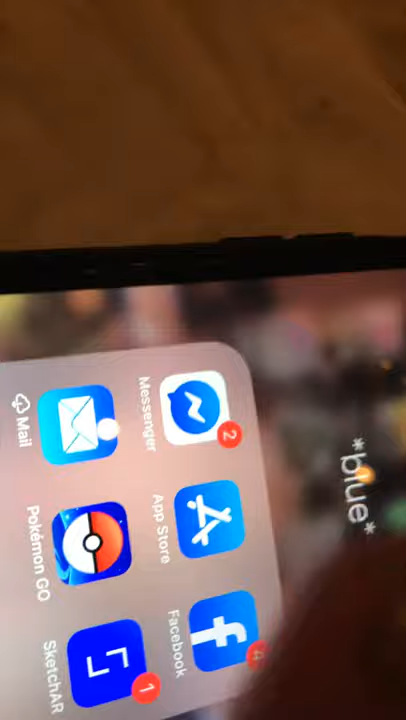 *blue*
2
Messenger
App Store
Facebook
Mail
Pokémon GO
1
SketchAR